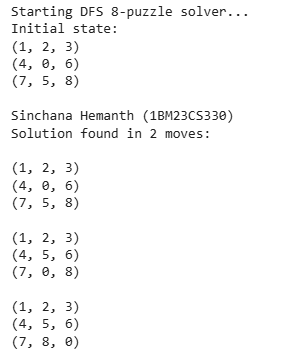 Starting DFS 8-puzzle solver...
Initial state:
(1, 2, 3)
(4, 0, 6)
(7, 5, 8)
Sinchana Hemanth (1BM23CS330)
Solution found in 2 moves:
(1, 2, 3)
(4, 0, 6)
(7, 5, 8)
(1, 2, 3)
(4, 5, 6)
(7, 0, 8)
(1, 2, 3)
(4, 5, 6)
(7, 8, 0)